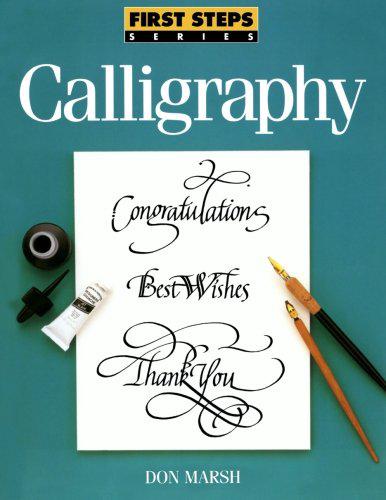 FIRST STEPS
SERIES
Calligraphy
Congratulations
Best Wishes
Thank You
DON MARSH